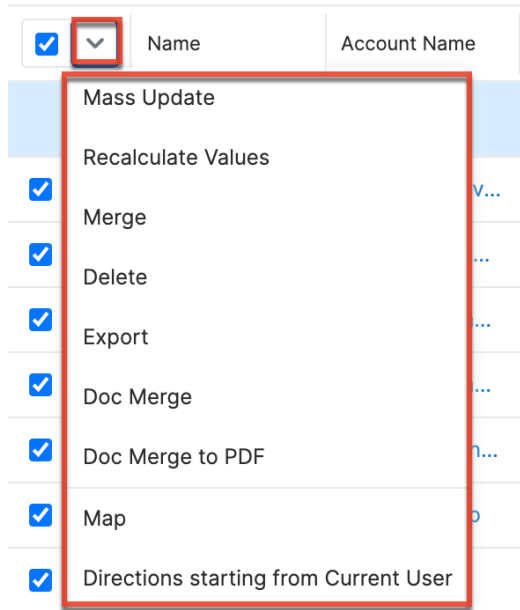 Name Account Name
Mass Update
Recalculate Values
v...
Merge
...
Delete
Export
...
Doc Merge
...
Doc Merge to PDF
n...
Map
Directions starting from Current User